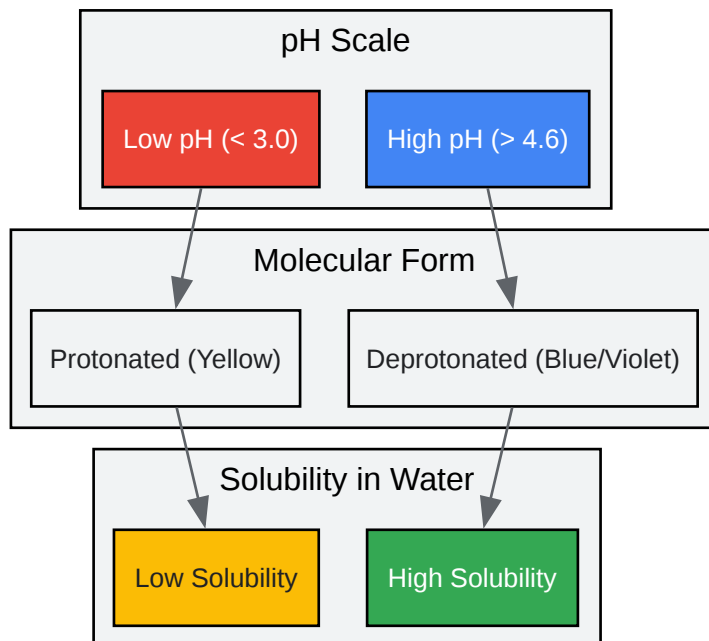 pH Scale
Low pH (< 3.0)
High pH (> 4.6)
Molecular Form
Protonated (Yellow)
Deprotonated (Blue/Violet)
Solubility in Water
Low Solubility
High Solubility